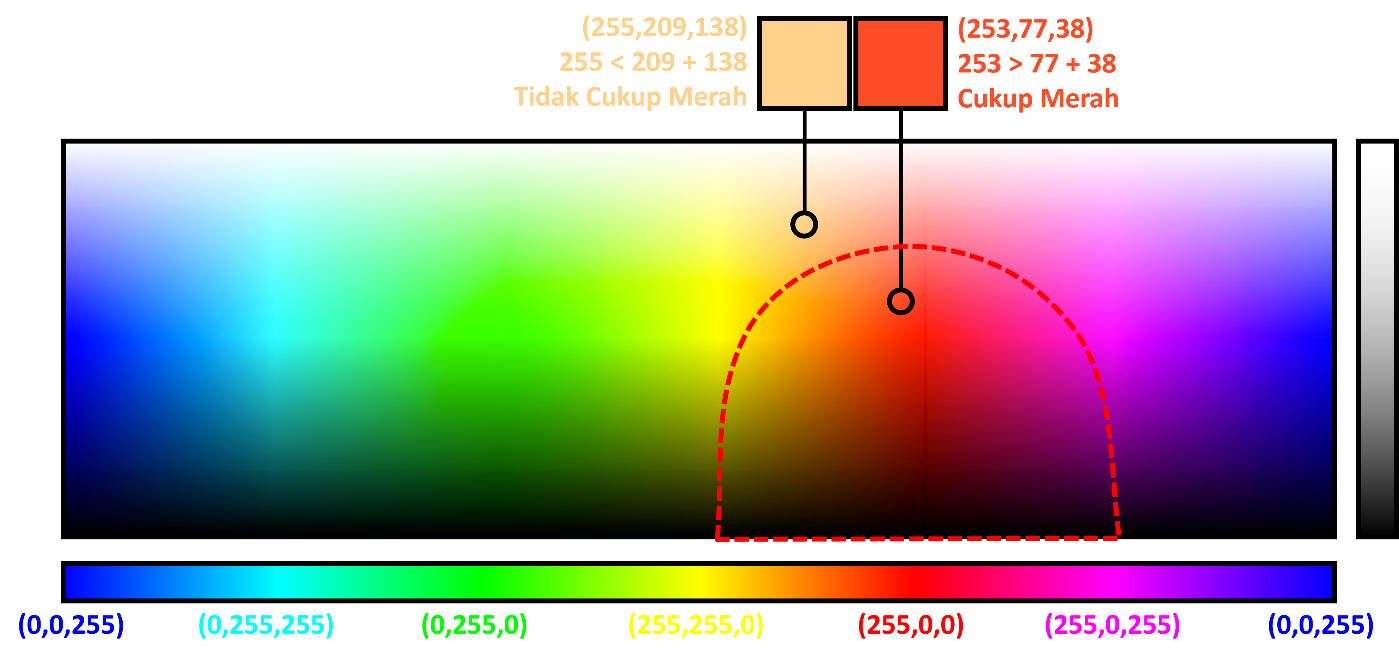 (255,209,138)
255 < 209 + 138
Tidak Cukup Merah
(253,77,38)
253 > 77 + 38
Cukup Merah
(0,0,255)
(0,255,255)
(0,255,0)
(255,255,0)
(255,0,0)
(255,0,255)
(0,0,255)